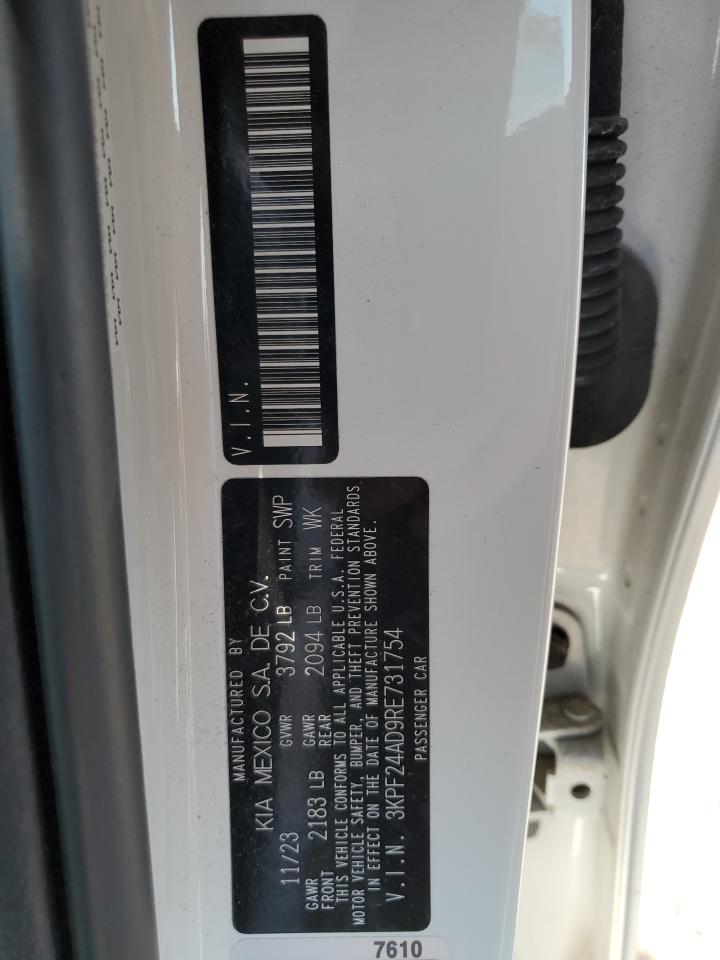 MANUFACTURED BY
KIA MEXICO S.A. DE C.V.
11/23 GVWR 3792 LB PAINT SWP
GAWR FRONT 2183 LB GAWR REAR 2094 LB TRIM WK
THIS VEHICLE CONFORMS TO ALL APPLICABLE U.S.A. FEDERAL
MOTOR VEHICLE SAFETY, BUMPER, AND THEFT PREVENTION STANDARDS
IN EFFECT ON THE DATE OF MANUFACTURE SHOWN ABOVE.
V.I.N. 3KPF24AD9RE731754
PASSENGER CAR
V.I.N.
7610